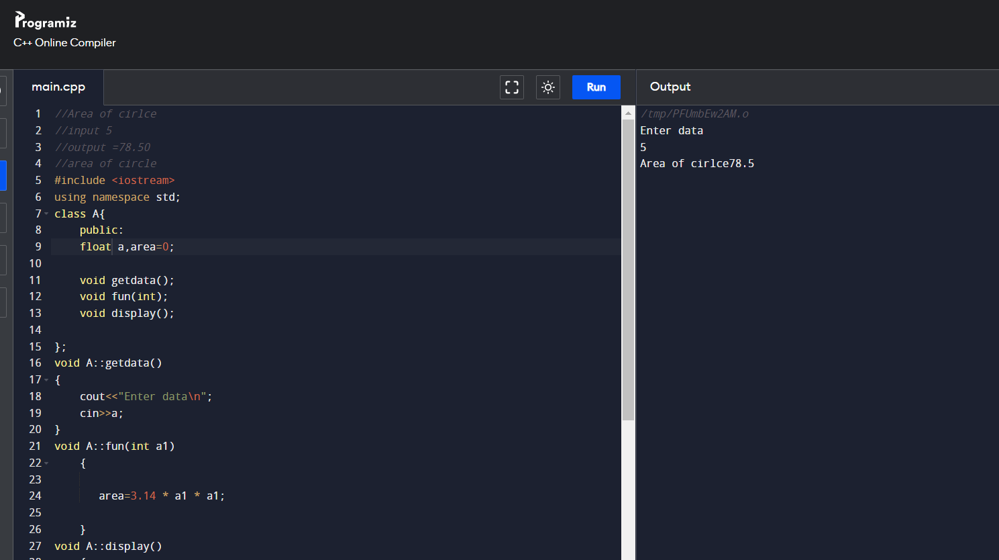 Programiz
C++ Online Compiler
main.cpp
Run
1 //Area of cirlce
2 //input 5
3 //output =78.50
4 //area of circle
5 #include <iostream>
6 using namespace std;
7 class A{
8 public:
9 float a,area=0;
10
11 void getdata();
12 void fun(int);
13 void display();
14
15 };
16 void A::getdata()
17 {
18 cout<<"Enter data\n";
19 cin>>a;
20 }
21 void A::fun(int a1)
22 {
23
24 area=3.14 * a1 * a1;
25
26 }
27 void A::display()
Output
/tmp/PFUmbEw2AM.o
Enter data
5
Area of cirlce78.5